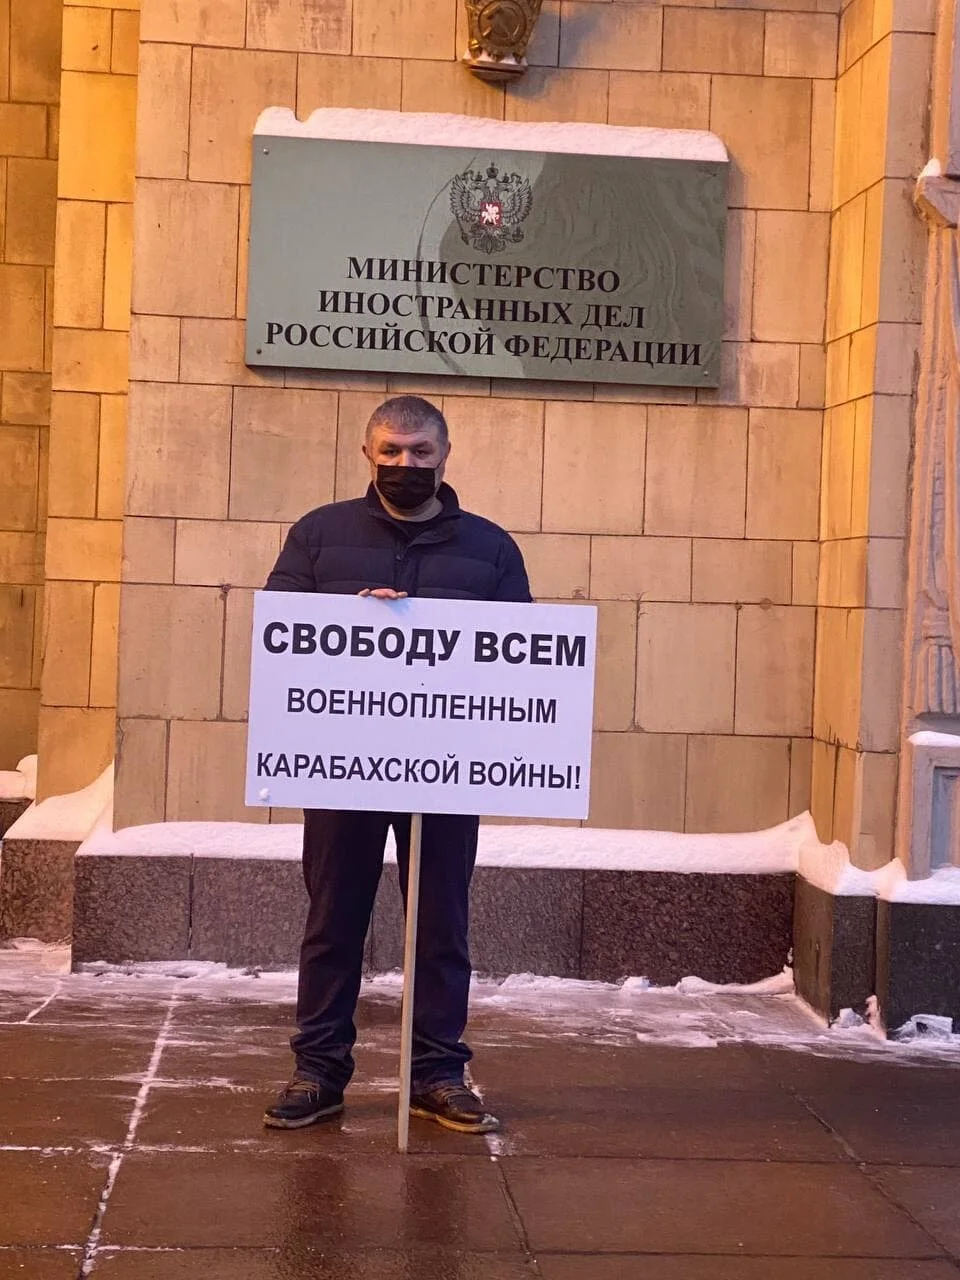 МИНИСТЕРСТВО
ИНОСТРАННЫХ ДЕЛ
РОССИЙСКОЙ ФЕДЕРАЦИИ
СВОБОДУ ВСЕМ
ВОЕННОПЛЕННЫМ
КАРАБАХСКОЙ ВОЙНЫ!